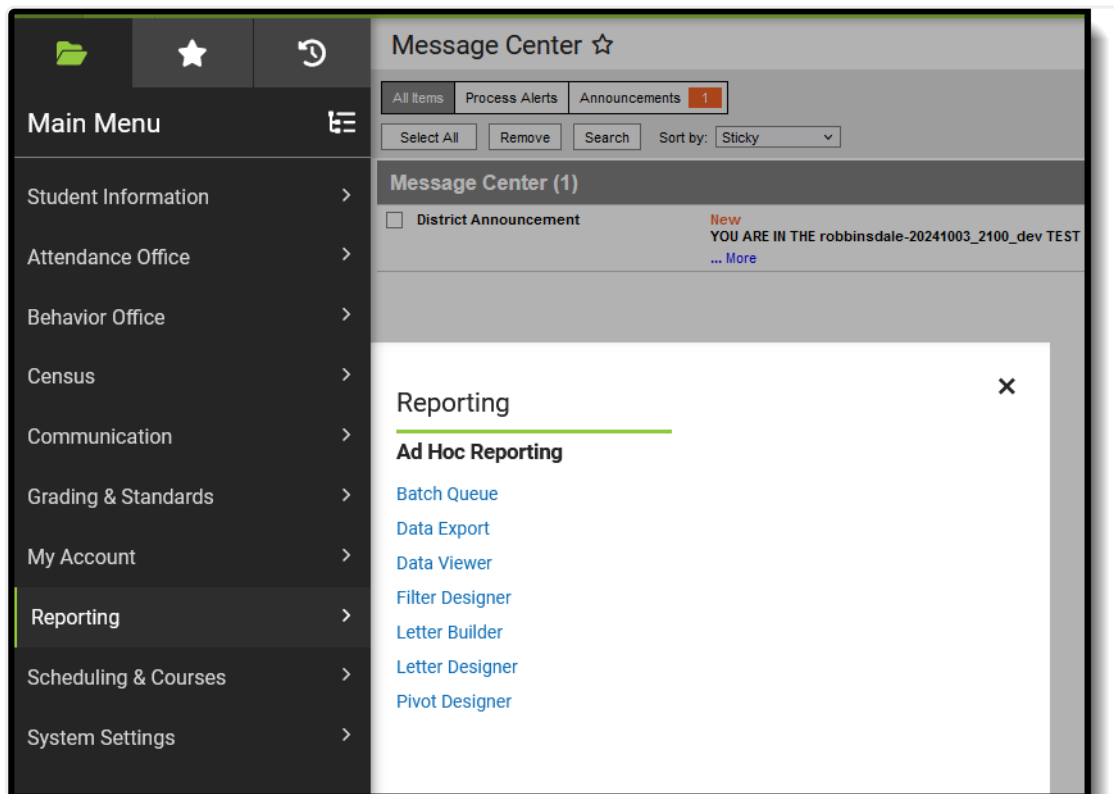 Main Menu
Student Information
Attendance Office
Behavior Office
Census
Communication
Grading & Standards
My Account
Reporting
Scheduling & Courses
System Settings
Message Center
All Items Process Alerts Announcements 1
Select All Remove Search Sort by: Sticky
Message Center (1)
District Announcement New
YOU ARE IN THE robbinsdale-20241003_2100_dev TEST
... More
Reporting
Ad Hoc Reporting
Batch Queue
Data Export
Data Viewer
Filter Designer
Letter Builder
Letter Designer
Pivot Designer